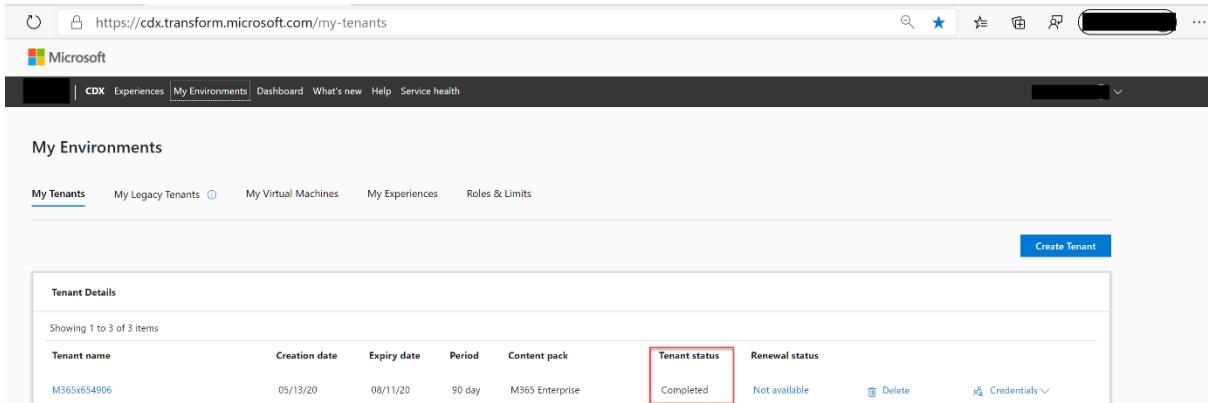 https://cdx.transform.microsoft.com/my-tenants
Microsoft
CDX Experiences My Environments Dashboard What's new Help Service health
My Environments
My Tenants My Legacy Tenants My Virtual Machines My Experiences Roles & Limits
Create Tenant
Tenant Details
Showing 1 to 3 of 3 items
Tenant name Creation date Expiry date Period Content pack Tenant status Renewal status
M365x654906 05/13/20 08/11/20 90 day M365 Enterprise Completed Not available Delete Credentials